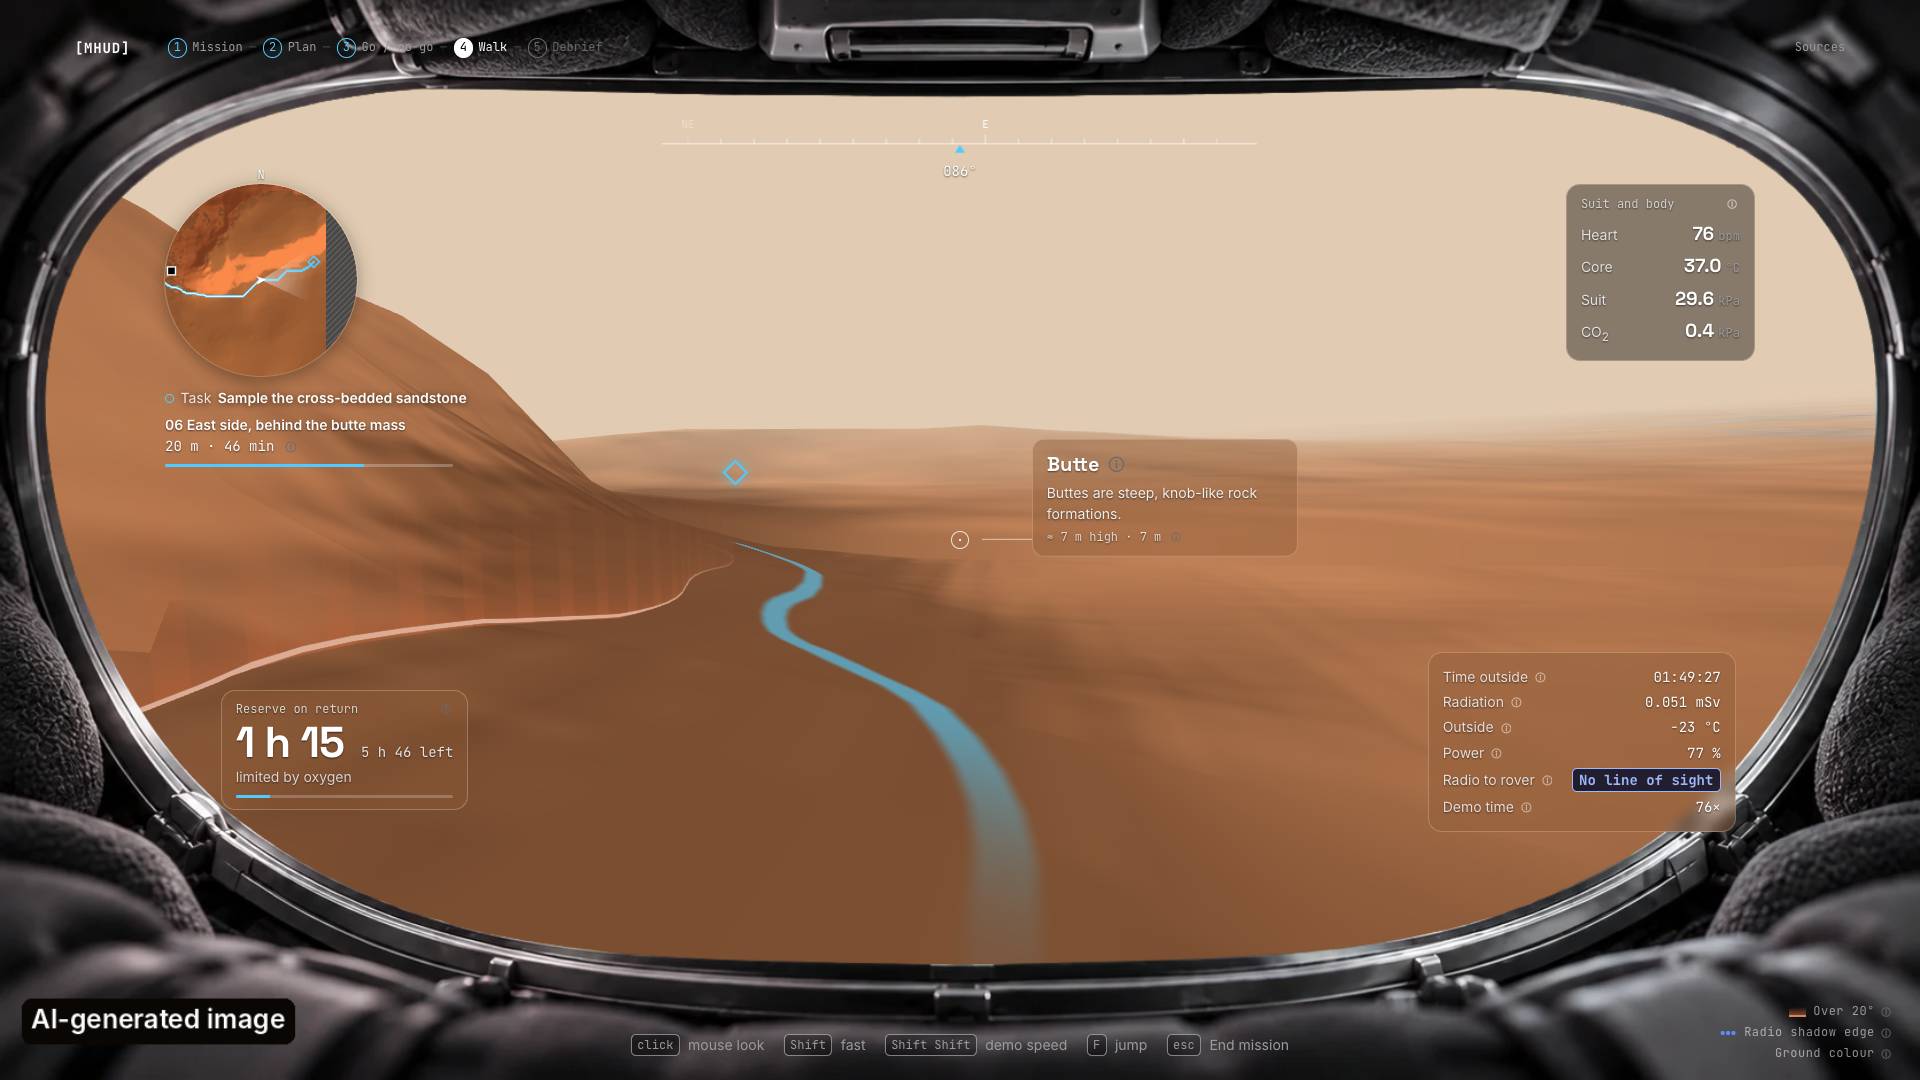 [MHUD] 1 Mission 2 Plan 3 Go / no-go 4 Walk 5 Debrief Sources
NE E
086°
N
Task Sample the cross-bedded sandstone
06 East side, behind the butte mass
20 m · 46 min
Suit and body
Heart 76 bpm
Core 37.0 °C
Suit 29.6 kPa
CO2 0.4 kPa
Butte
Buttes are steep, knob-like rock
formations.
≈ 7 m high · 7 m
Reserve on return
1 h 15 5 h 46 left
limited by oxygen
Time outside 01:49:27
Radiation 0.051 mSv
Outside -23 °C
Power 77 %
Radio to rover No line of sight
Demo time 76×
AI-generated image
click mouse look Shift fast Shift Shift demo speed F jump esc End mission
Over 20°
Radio shadow edge
Ground colour